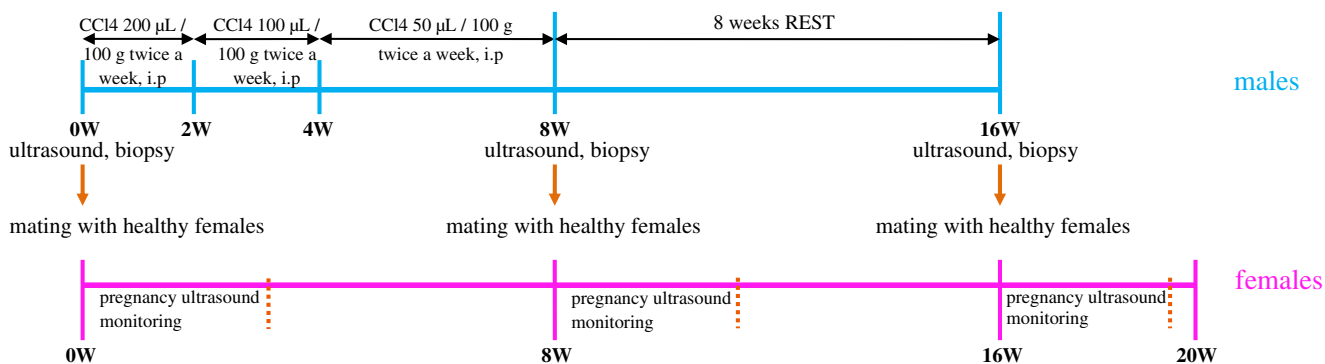 CCl4 200 µL /
100 g twice a
week, i.p
CCl4 100 µL /
100 g twice a
week, i.p
CCl4 50 µL / 100 g
twice a week, i.p
8 weeks REST
males
0W
2W
4W
8W
16W
ultrasound, biopsy
ultrasound, biopsy
ultrasound, biopsy
mating with healthy females
mating with healthy females
mating with healthy females
females
pregnancy ultrasound
monitoring
pregnancy ultrasound
monitoring
pregnancy ultrasound
monitoring
0W
8W
16W
20W